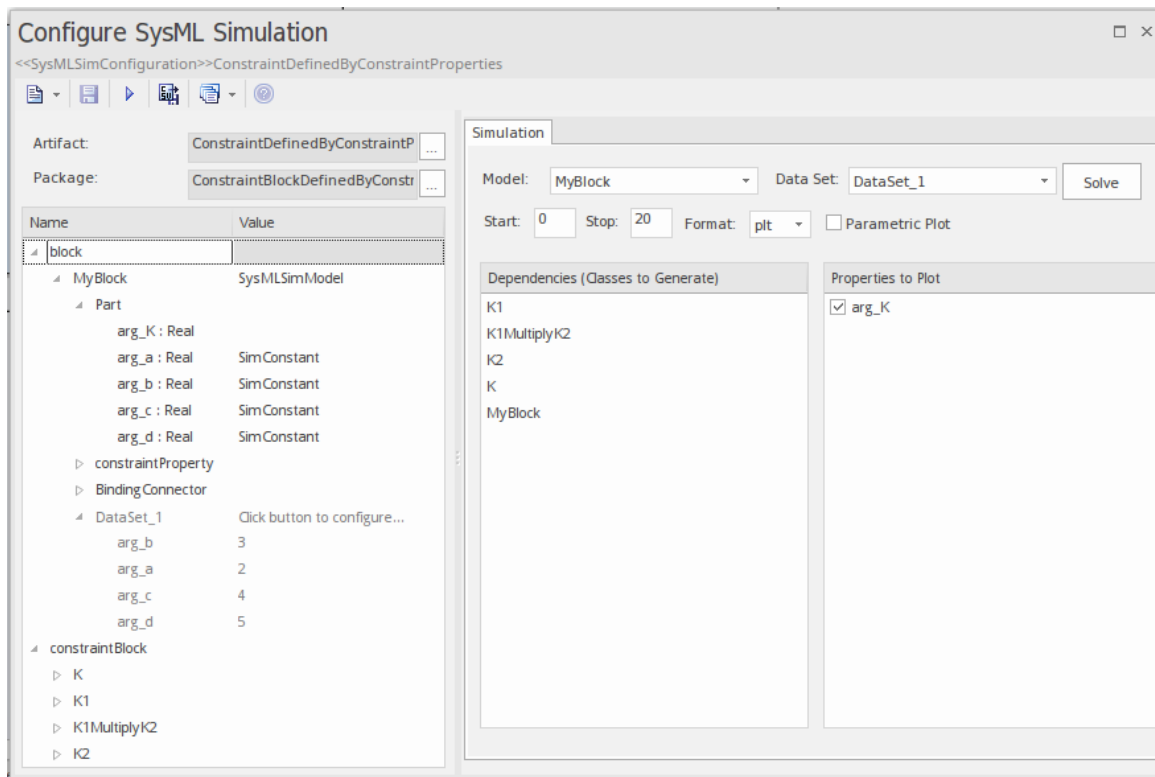 Configure SysML Simulation
<<SysMLSimConfiguration>>ConstraintDefinedByConstraintProperties
Artifact: ConstraintDefinedByConstraintP ...
Package: ConstraintBlockDefinedByConstr ...
Name Value
block
MyBlock SysMLSimModel
Part
arg_K : Real
arg_a : Real SimConstant
arg_b : Real SimConstant
arg_c : Real SimConstant
arg_d : Real SimConstant
constraintProperty
BindingConnector
DataSet_1 Click button to configure...
arg_b 3
arg_a 2
arg_c 4
arg_d 5
constraintBlock
K
K1
K1MultiplyK2
K2
Simulation
Model: MyBlock Data Set: DataSet_1 Solve
Start: 0 Stop: 20 Format: plt Parametric Plot
Dependencies (Classes to Generate)
K1
K1MultiplyK2
K2
K
MyBlock
Properties to Plot
arg_K